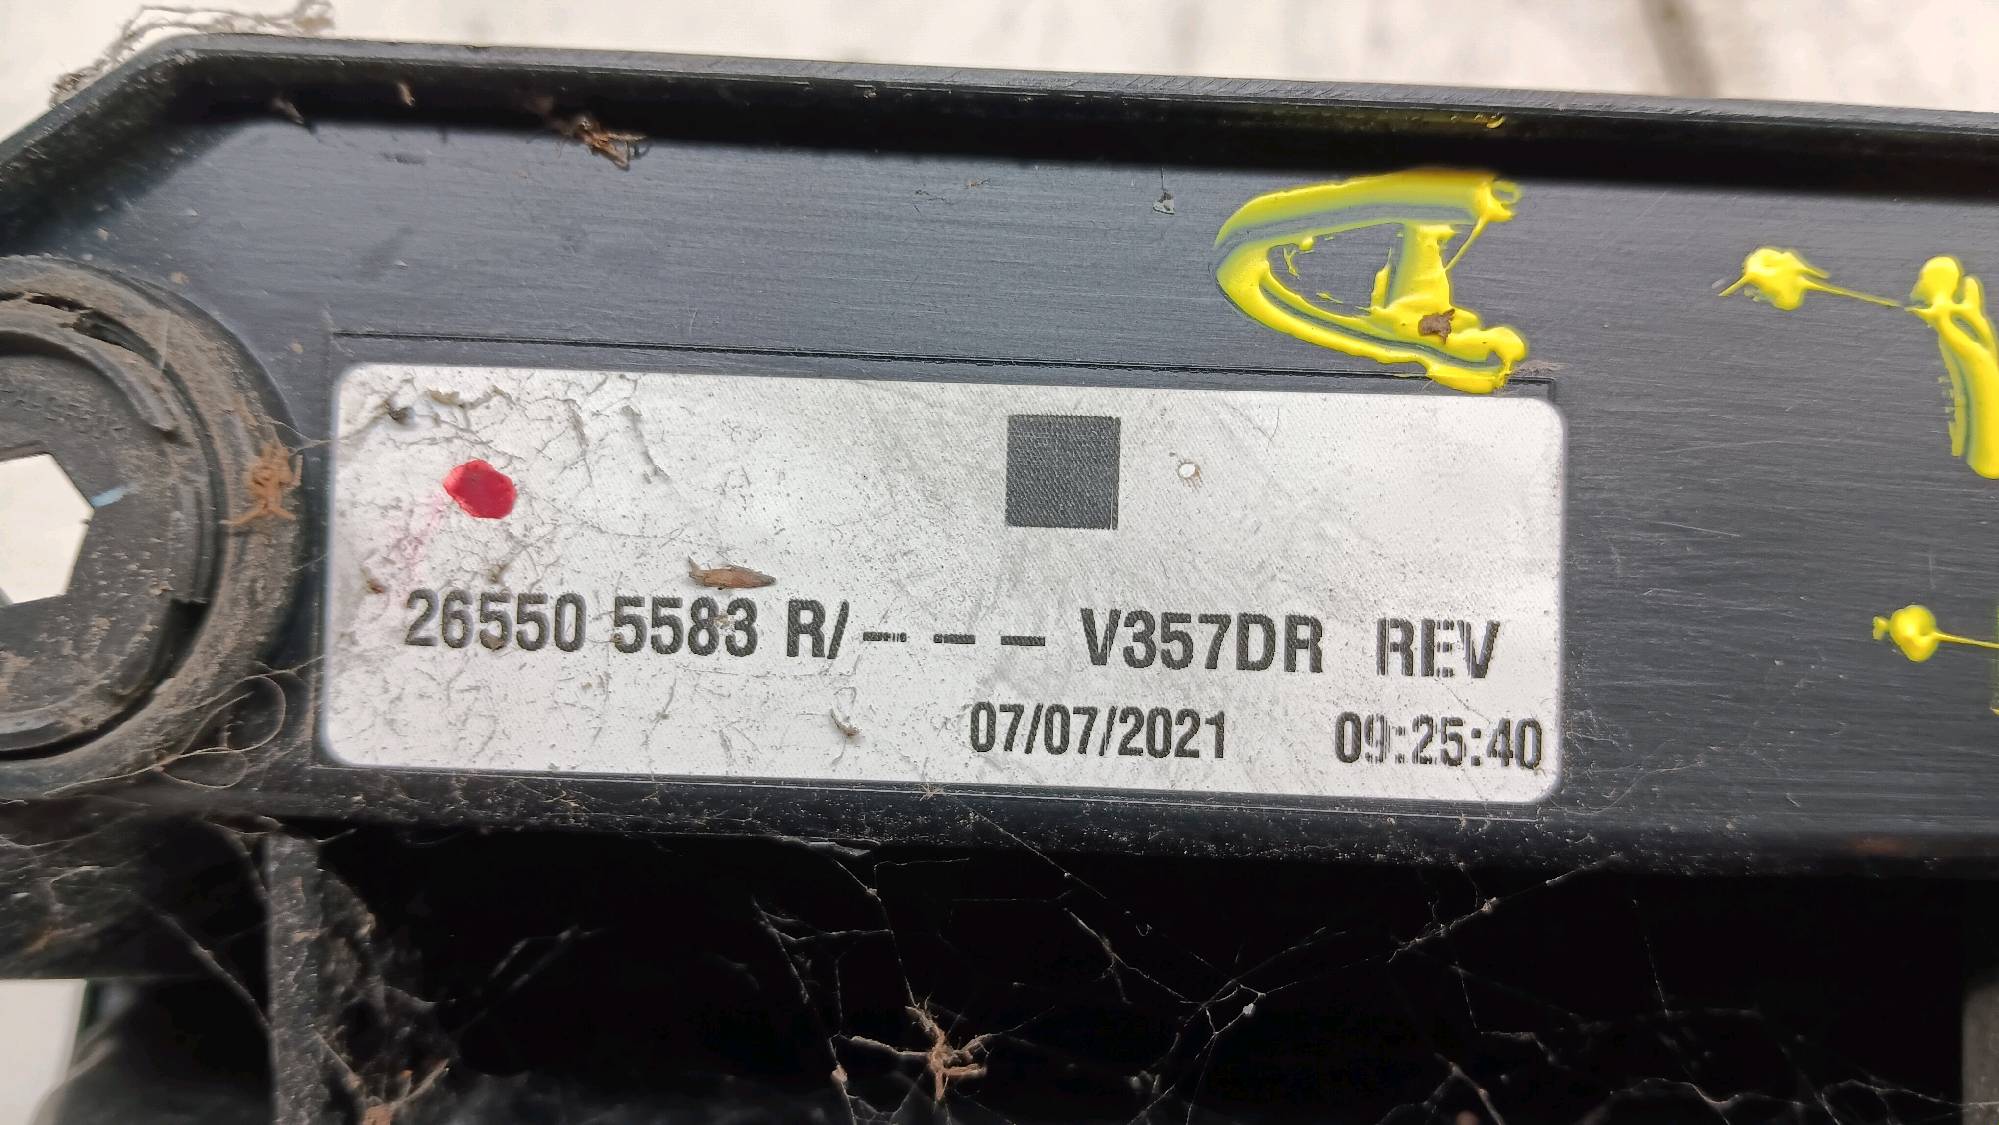 26550 5583 R/--- V357DR REV
07/07/2021 09:25:40